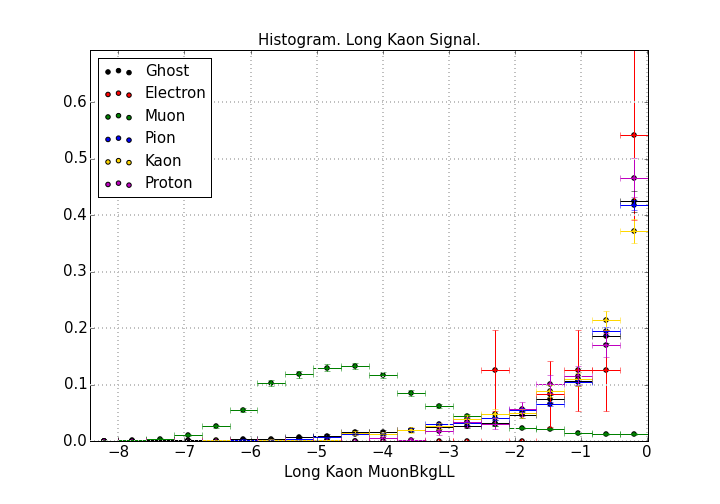 Histogram. Long Kaon Signal.
Ghost
Electron
Muon
Pion
Kaon
Proton
0.6
0.5
0.4
0.3
0.2
0.1
0.0
−8 −7 −6 −5 −4 −3 −2 −1 0
Long Kaon MuonBkgLL